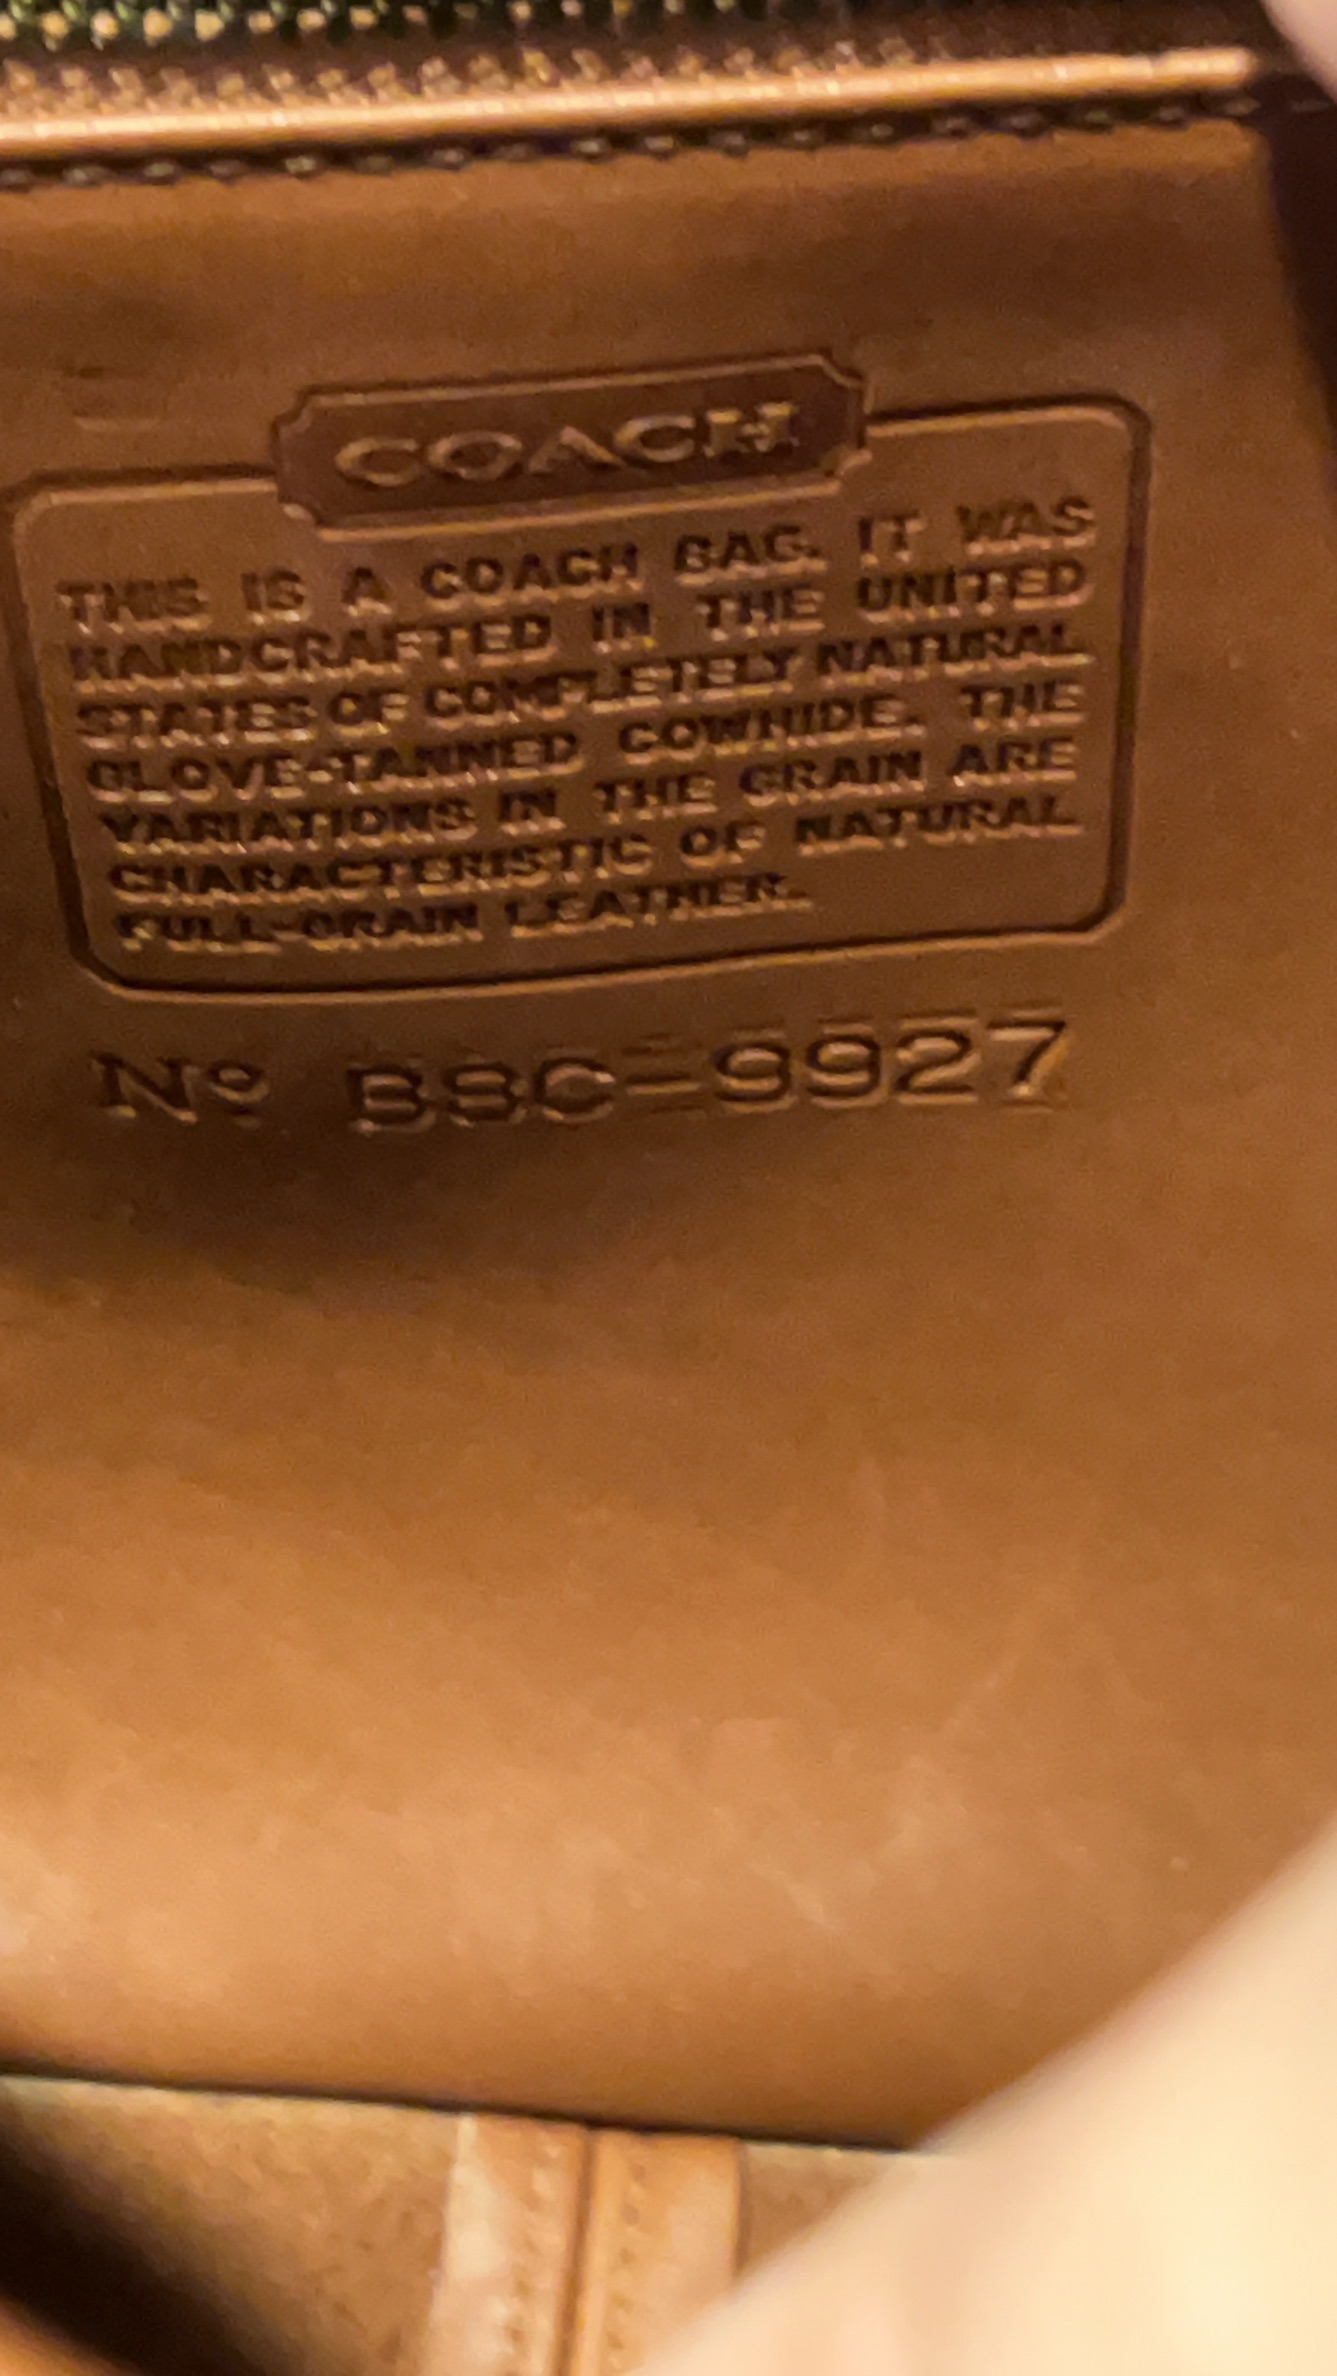 COACH
THIS IS A COACH BAG. IT WAS
HANDCRAFTED IN THE UNITED
STATES OF COMPLETELY NATURAL
GLOVE-TANNED COWHIDE. THE
VARIATIONS IN THE GRAIN ARE
CHARACTERISTIC OF NATURAL
FULL-GRAIN LEATHER.
Nº BSC-9927